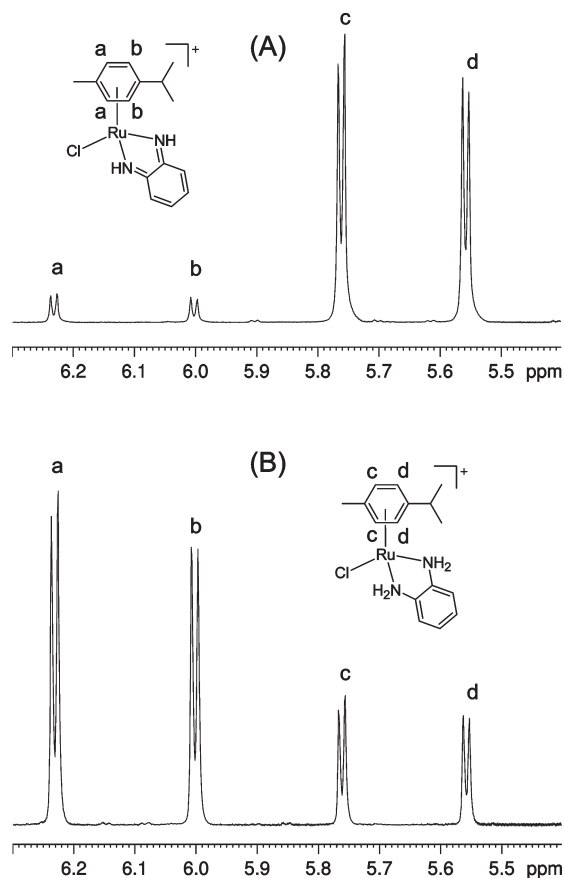 (A)
c
d
a b
+
a b
Ru
Cl
NH
HN
a
b
6.2 6.1 6.0 5.9 5.8 5.7 5.6 5.5 ppm
(B)
a
b
c d
+
c d
Ru
Cl
NH2
H2N
c
d
6.2 6.1 6.0 5.9 5.8 5.7 5.6 5.5 ppm